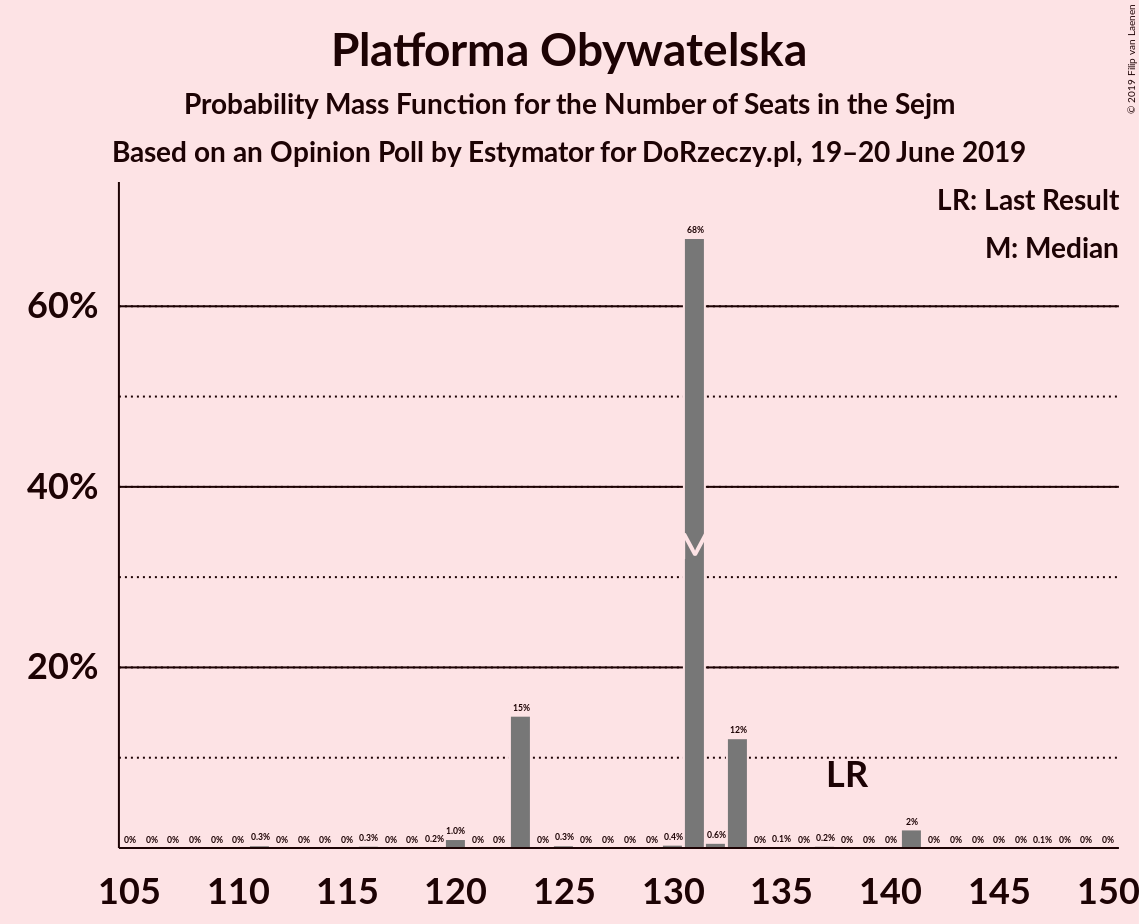 Platforma Obywatelska
Probability Mass Function for the Number of Seats in the Sejm
Based on an Opinion Poll by Estymator for DoRzeczy.pl, 19–20 June 2019
© 2019 Filip van Laenen
LR: Last Result
M: Median
68%
60%
40%
20%
15%
12%
LR
2%
0% 0% 0% 0% 0% 0% 0.3% 0% 0% 0% 0% 0.3% 0% 0% 0.2% 1.0% 0% 0% 0% 0.3% 0% 0% 0% 0% 0.4% 0.6% 0% 0.1% 0% 0.2% 0% 0% 0% 0% 0% 0% 0% 0% 0.1% 0% 0% 0%
105 110 115 120 125 130 135 140 145 150